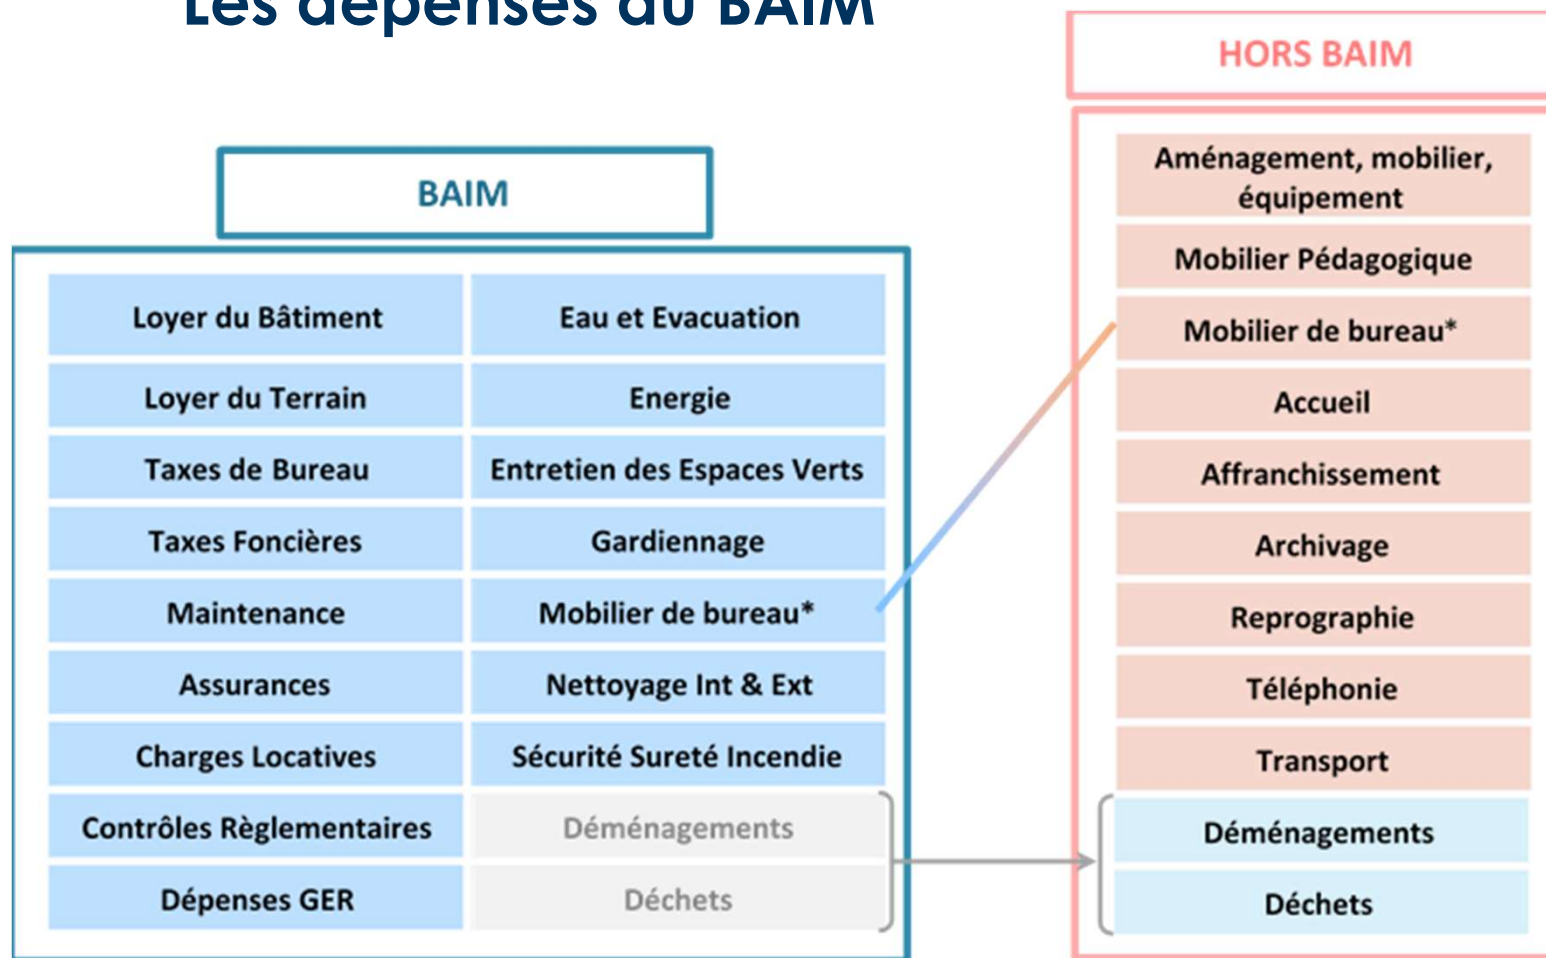 Les dépenses du BAIM
HORS BAIM
BAIM
Loyer du Bâtiment
Eau et Evacuation
Loyer du Terrain
Energie
Taxes de Bureau
Entretien des Espaces Verts
Taxes Foncières
Gardiennage
Maintenance
Mobilier de bureau*
Assurances
Nettoyage Int & Ext
Charges Locatives
Sécurité Sureté Incendie
Contrôles Règlementaires
Déménagements
Dépenses GER
Déchets
Aménagement, mobilier,
équipement
Mobilier Pédagogique
Mobilier de bureau*
Accueil
Affranchissement
Archivage
Reprographie
Téléphonie
Transport
Déménagements
Déchets